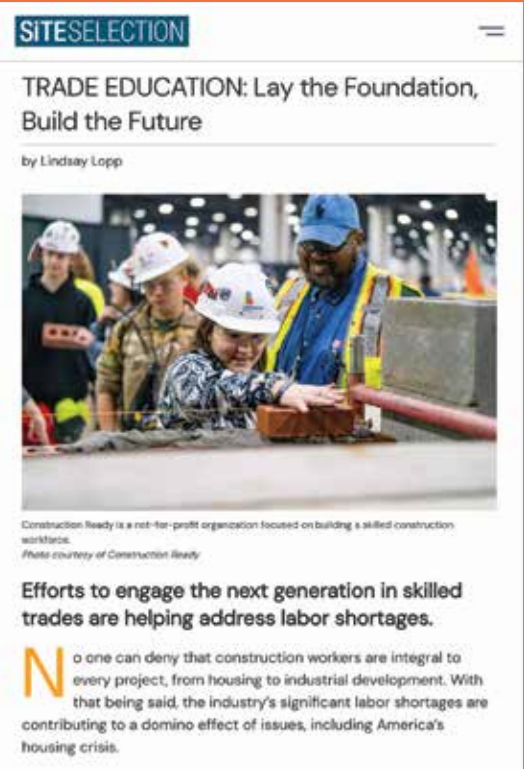 SiTESELECTION
TRADE EDUCATION: Lay the Foundation,
Build the Future
by Lindsay Lopp
Construction Ready is a not-for-profit organization focused on building a skilled construction
workforce.
Photo courtesy of Construction Ready
Efforts to engage the next generation in skilled
trades are helping address labor shortages.
No one can deny that construction workers are integral to
every project, from housing to industrial development. With
that being said, the industry's significant labor shortages are
contributing to a domino effect of issues, including America's
housing crisis.